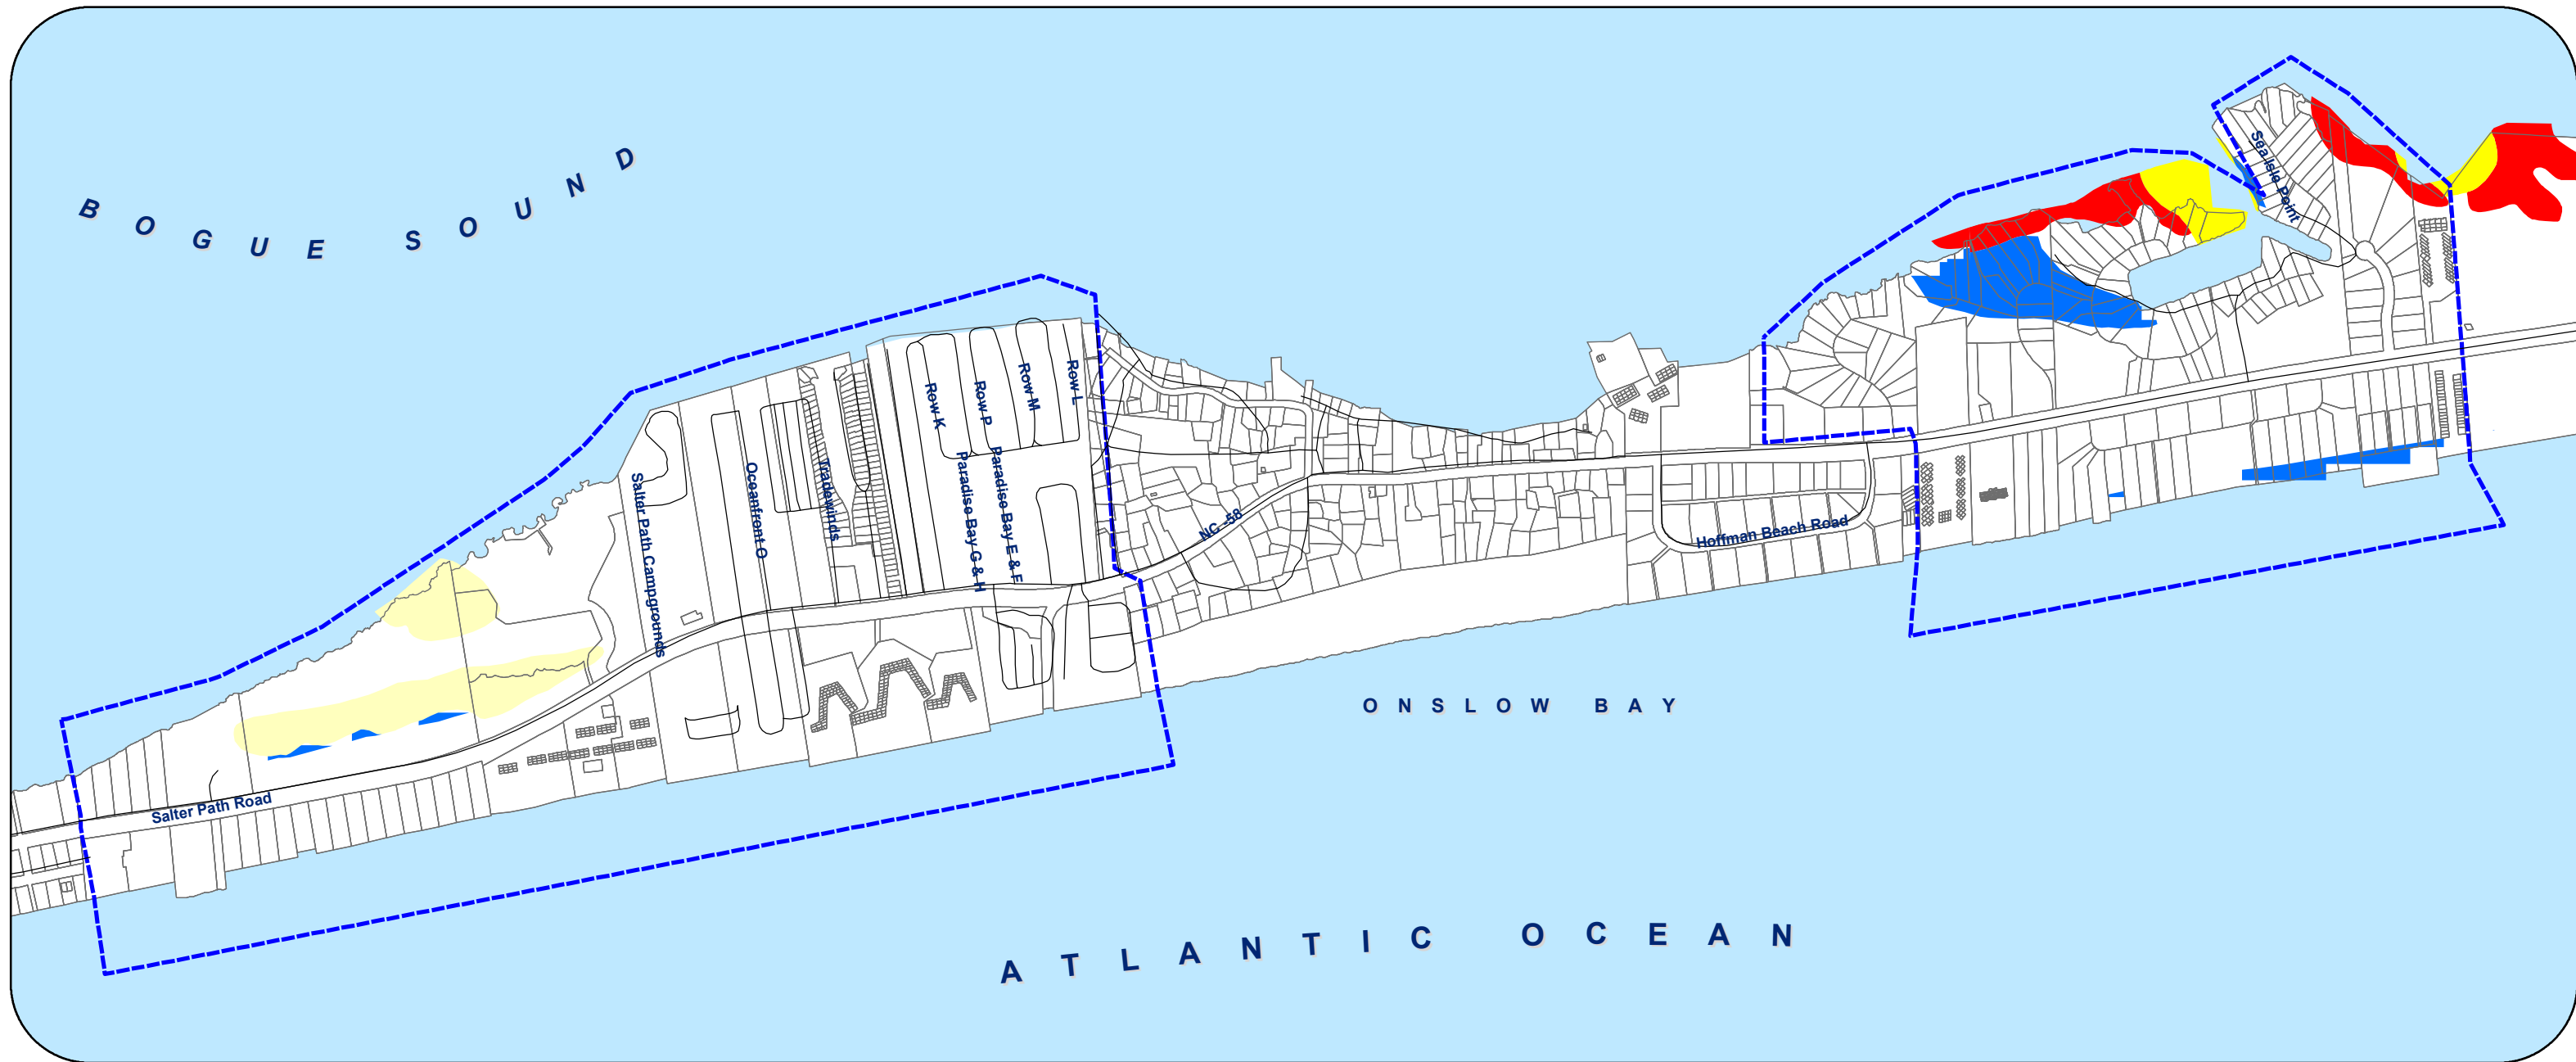 BOGUE SOUND
Sea Isle Point
Row L
Row M
Row P
Row K
Paradise Bay E & F
Paradise Bay G & H
Tradewinds
Oceanfront O
Salter Path Campgrounds
NC -58
Hoffman Beach Road
Salter Path Road
ONSLOW BAY
ATLANTIC OCEAN